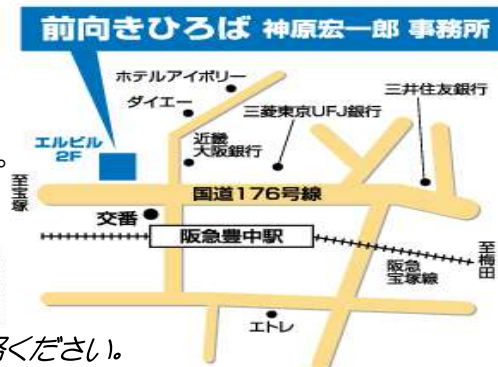 前向きひろば 神原宏一郎 事務所
ホテルアイボリー
ダイエー
三井住友銀行
三菱東京UFJ銀行
近畿
大阪銀行
エルビル
2F
。
至宝塚
国道176号線
交番
阪急豊中駅
至梅田
阪急
宝塚線
エトレ
ください。